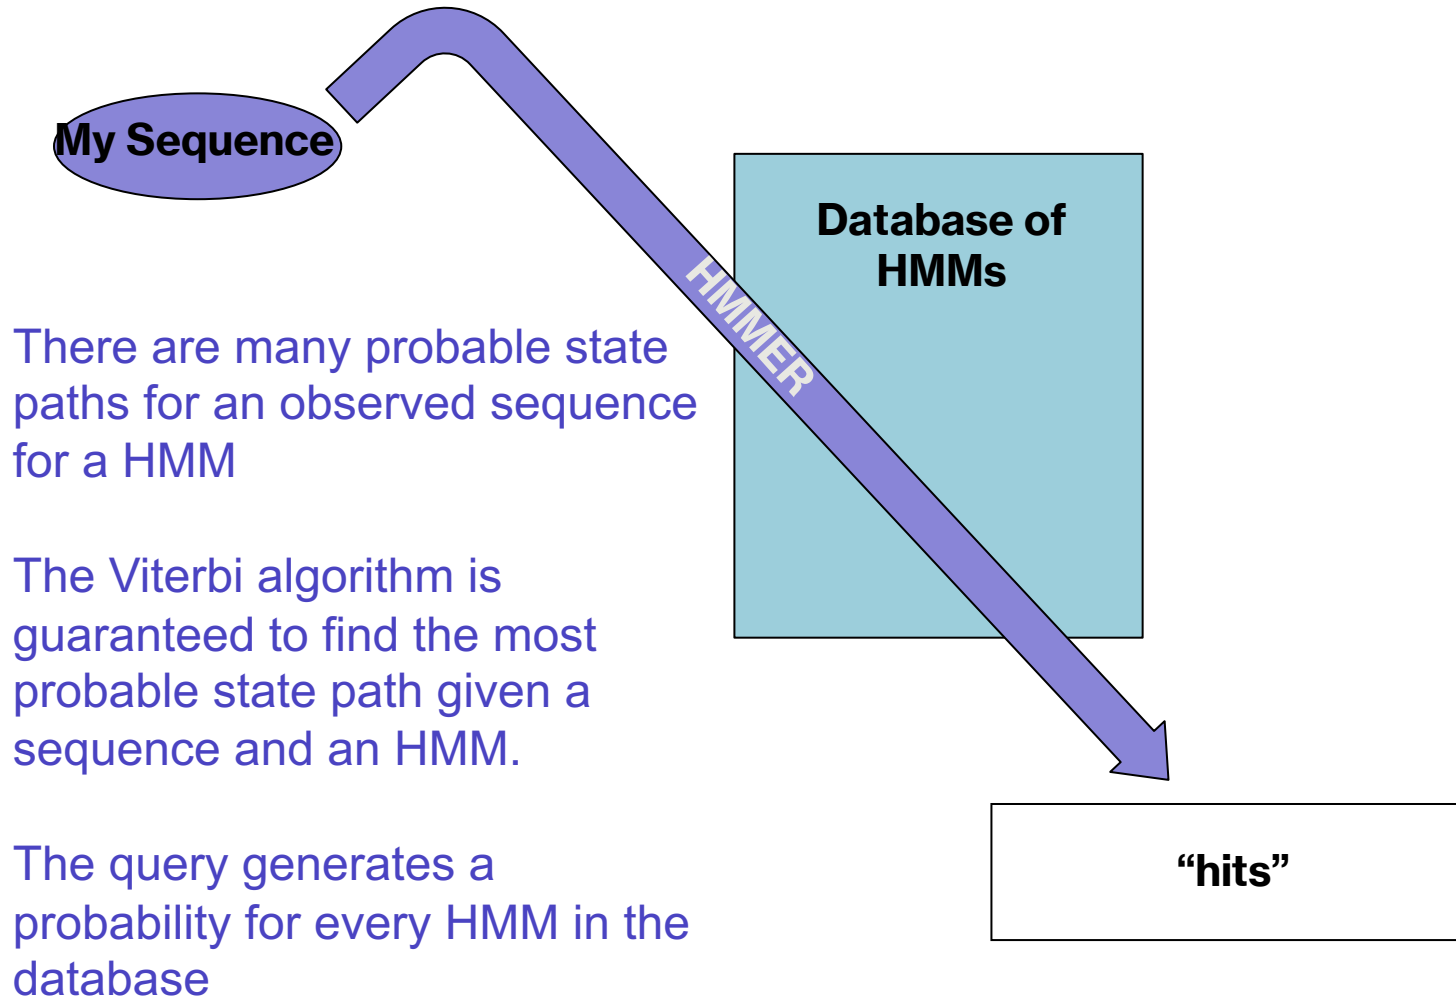 My Sequence
Database of
HMMs
HMMER
There are many probable state
paths for an observed sequence
for a HMM
The Viterbi algorithm is
guaranteed to find the most
probable state path given a
sequence and an HMM.
The query generates a
probability for every HMM in the
database
“hits”